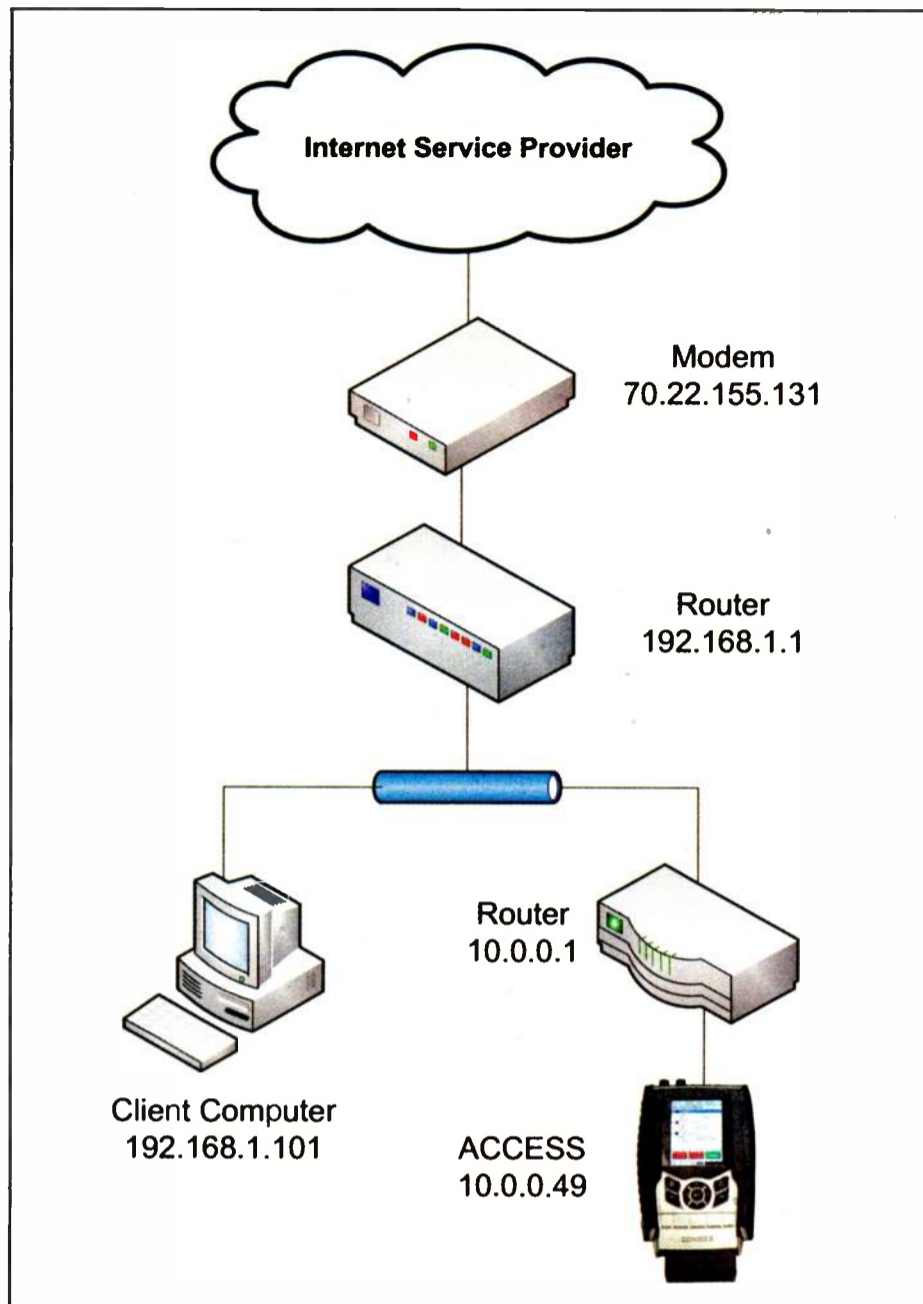 Internet Service Provider
Modem
70.22.155.131
Router
192.168.1.1
Router
10.0.0.1
Client Computer
192.168.1.101
ACCESS
10.0.0.49